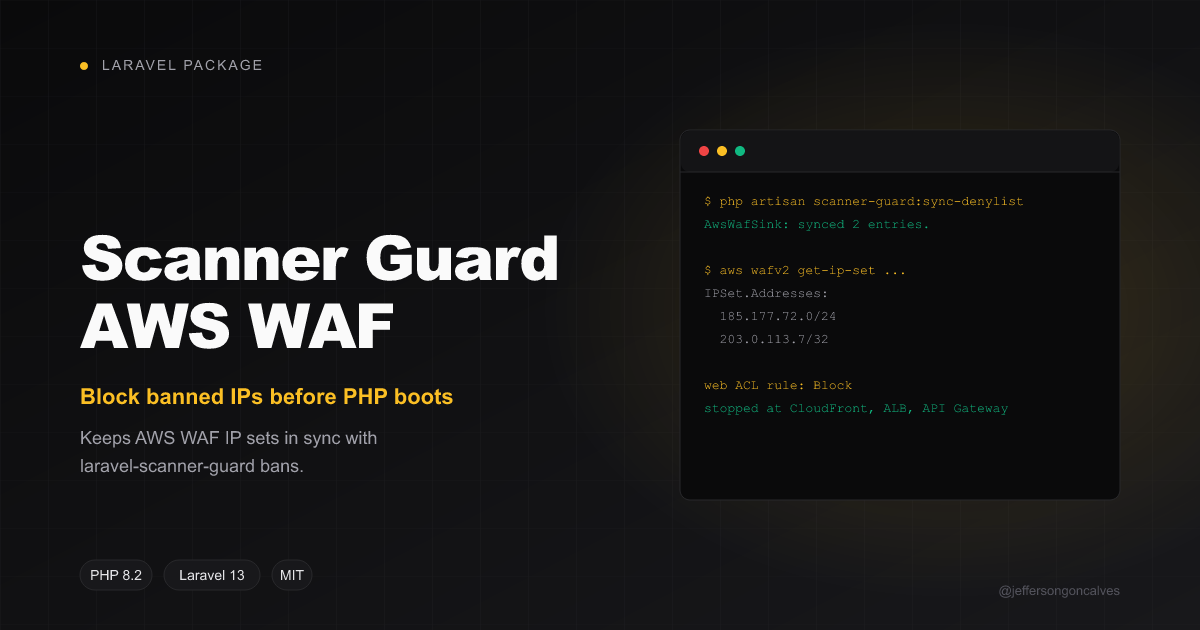 LARAVEL PACKAGE
Scanner Guard
AWS WAF
Block banned IPs before PHP boots
Keeps AWS WAF IP sets in sync with
laravel-scanner-guard bans.
PHP 8.2
Laravel 13
MIT
$ php artisan scanner-guard:sync-denylist
AwsWafSink: synced 2 entries.
$ aws wafv2 get-ip-set ...
IPSet.Addresses:
185.177.72.0/24
203.0.113.7/32
web ACL rule: Block
stopped at CloudFront, ALB, API Gateway
@jeffersongoncalves